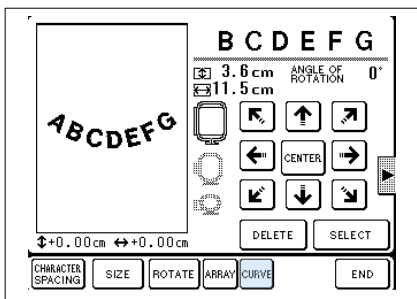 B C D E F G
3.6cm ANGLE OF ROTATION 0°
11.5cm
ABCDEFG
CENTER
↕+0.00cm ↔+0.00cm
DELETE SELECT
CHARACTER SPACING SIZE ROTATE ARRAY CURVE END